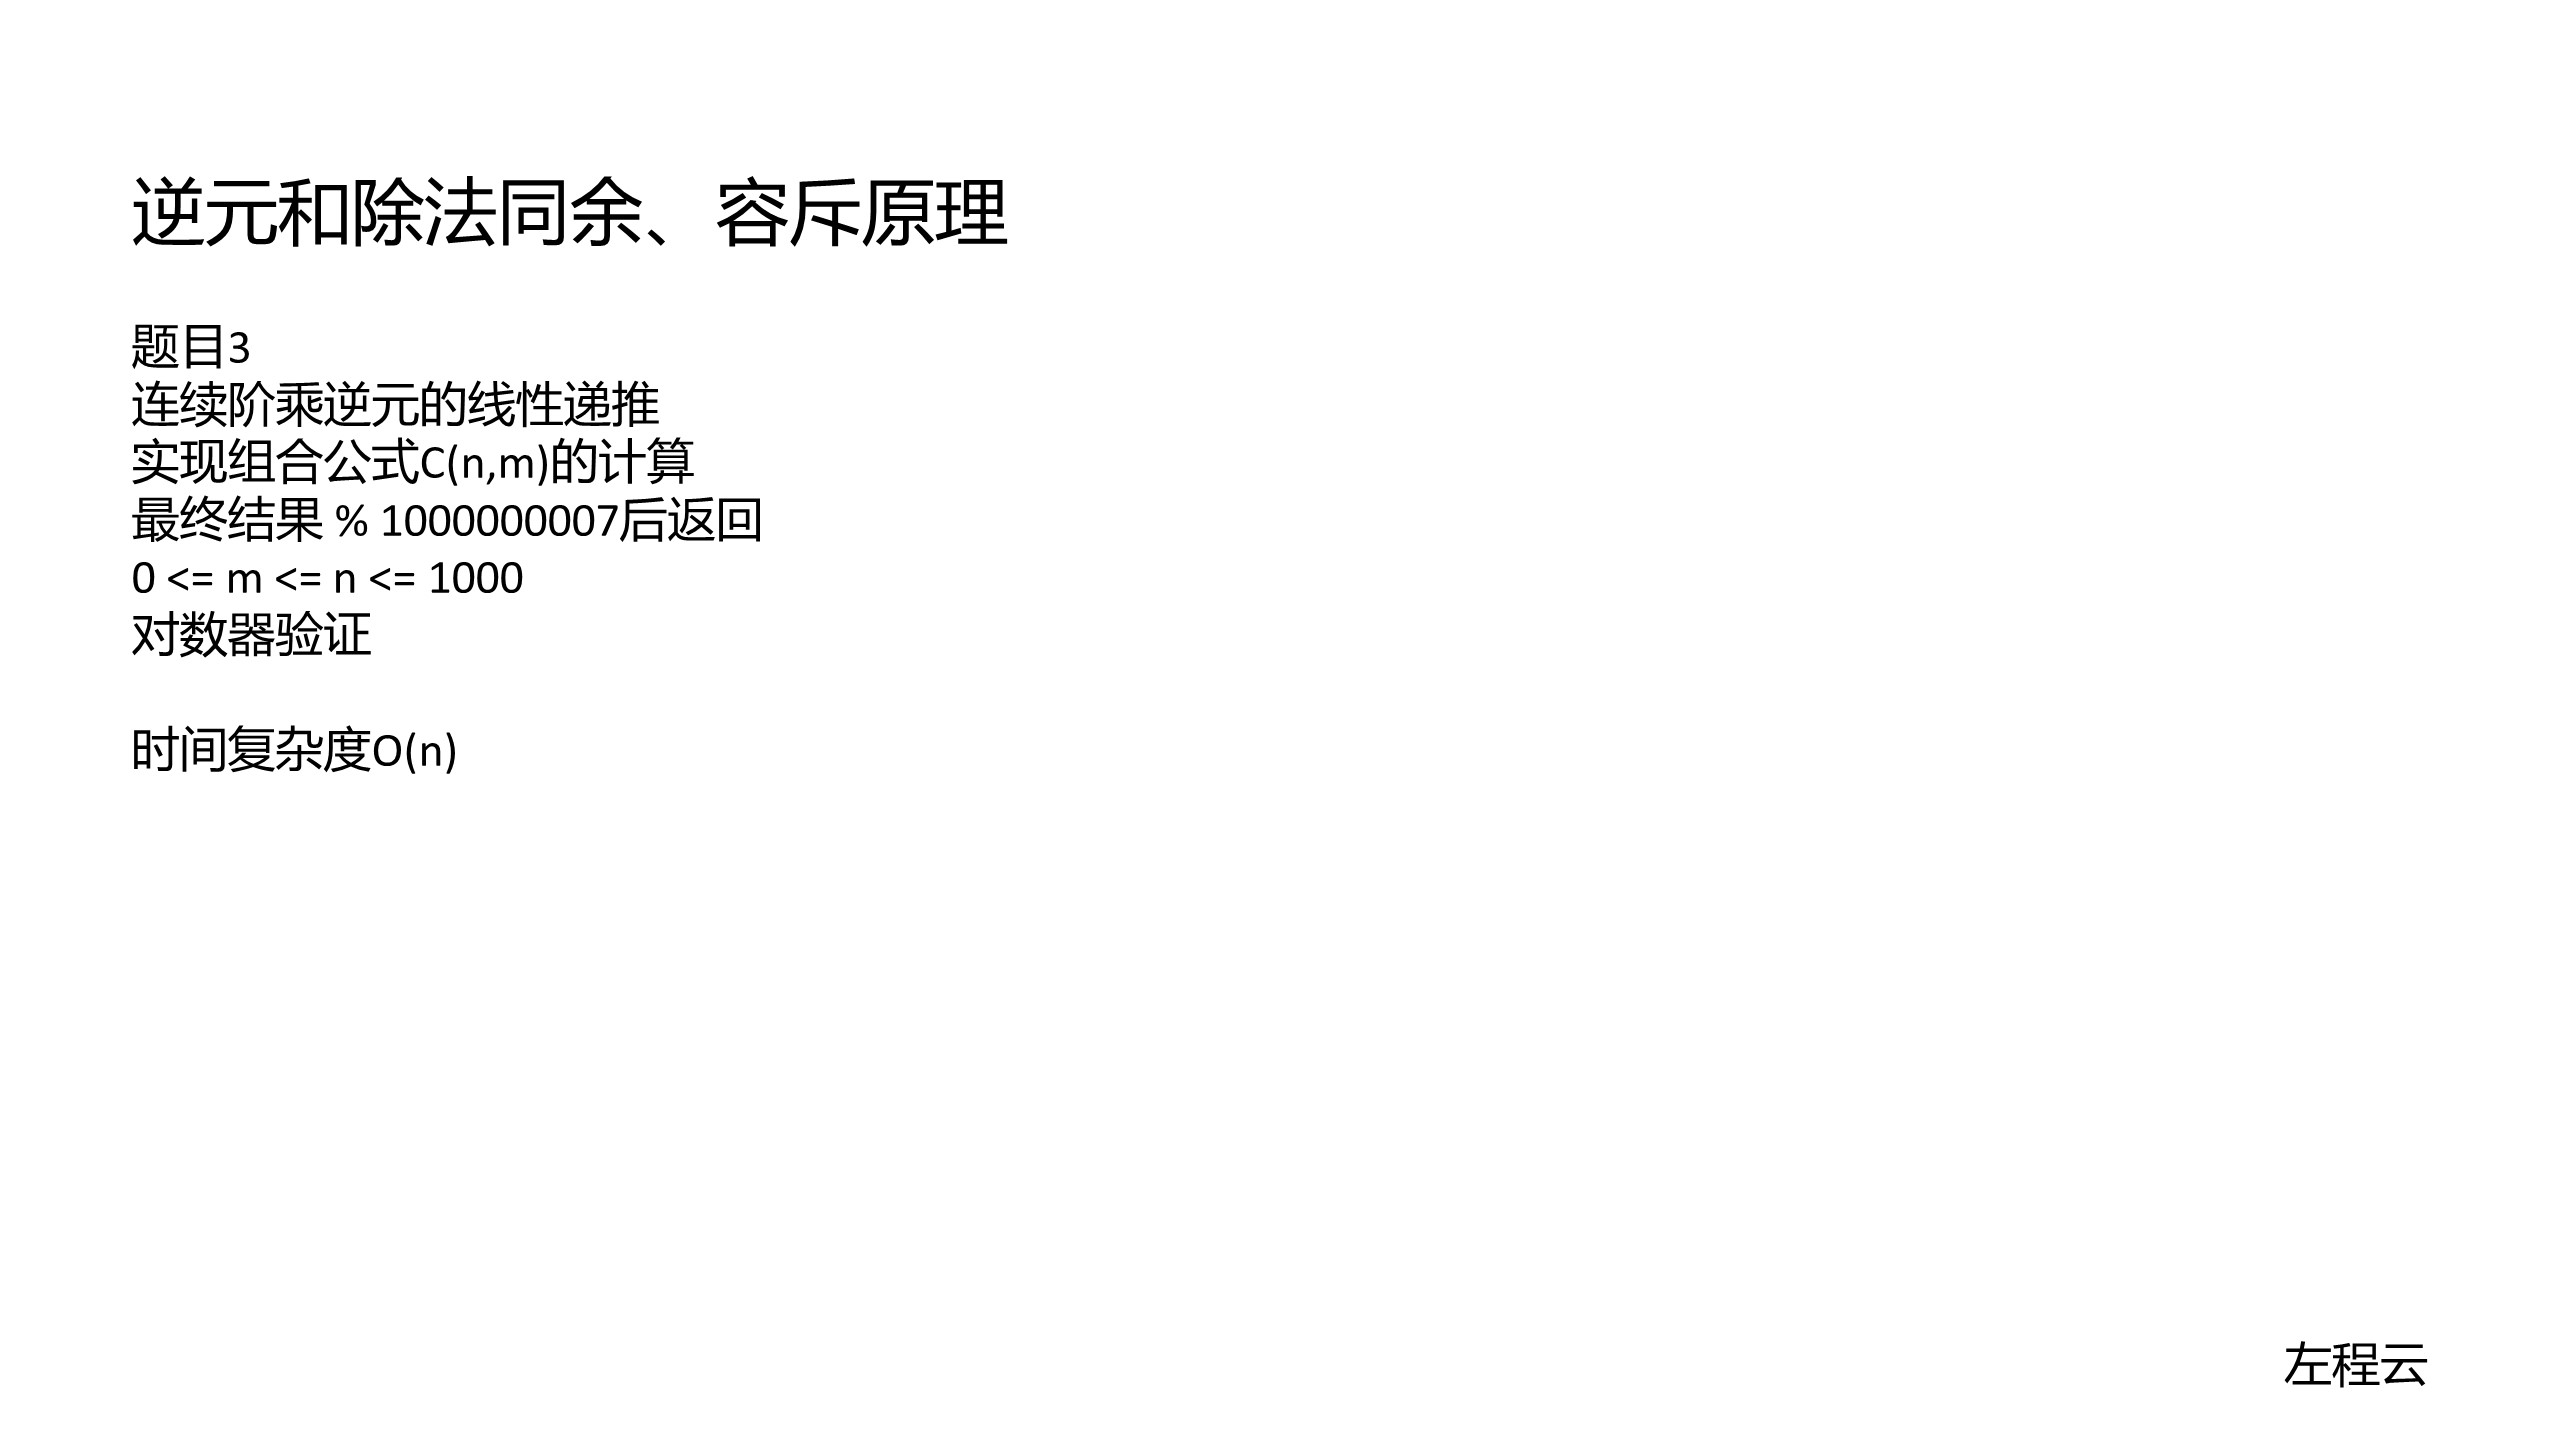 逆元和除法同余、容斥原理
题目3
连续阶乘逆元的线性递推
实现组合公式C(n,m)的计算
最终结果 % 1000000007后返回
0 <= m <= n <= 1000
对数器验证
时间复杂度O(n)
左程云